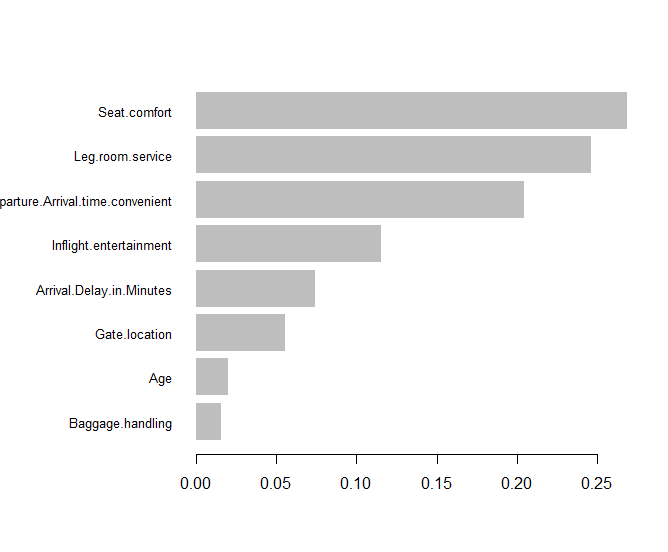 Seat.comfort
Leg.room.service
parture.Arrival.time.convenient
Inflight.entertainment
Arrival.Delay.in.Minutes
Gate.location
Age
Baggage.handling
0.00 0.05 0.10 0.15 0.20 0.25